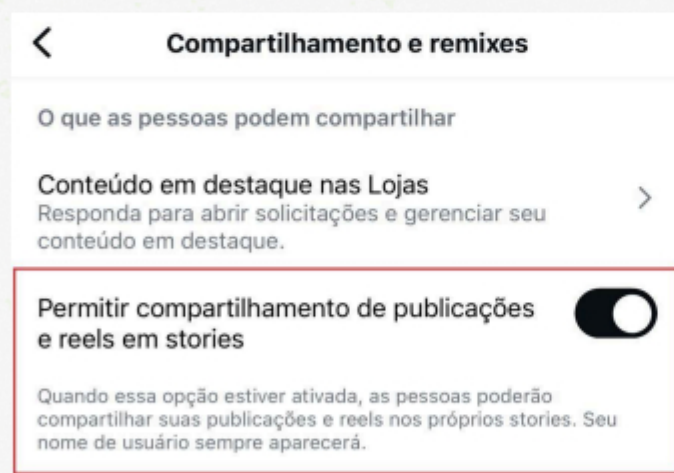 Compartilhamento e remixes
O que as pessoas podem compartilhar
Conteúdo em destaque nas Lojas
Responda para abrir solicitações e gerenciar seu
conteúdo em destaque.
Permitir compartilhamento de publicações
e reels em stories
Quando essa opção estiver ativada, as pessoas poderão
compartilhar suas publicações e reels nos próprios stories. Seu
nome de usuário sempre aparecerá.